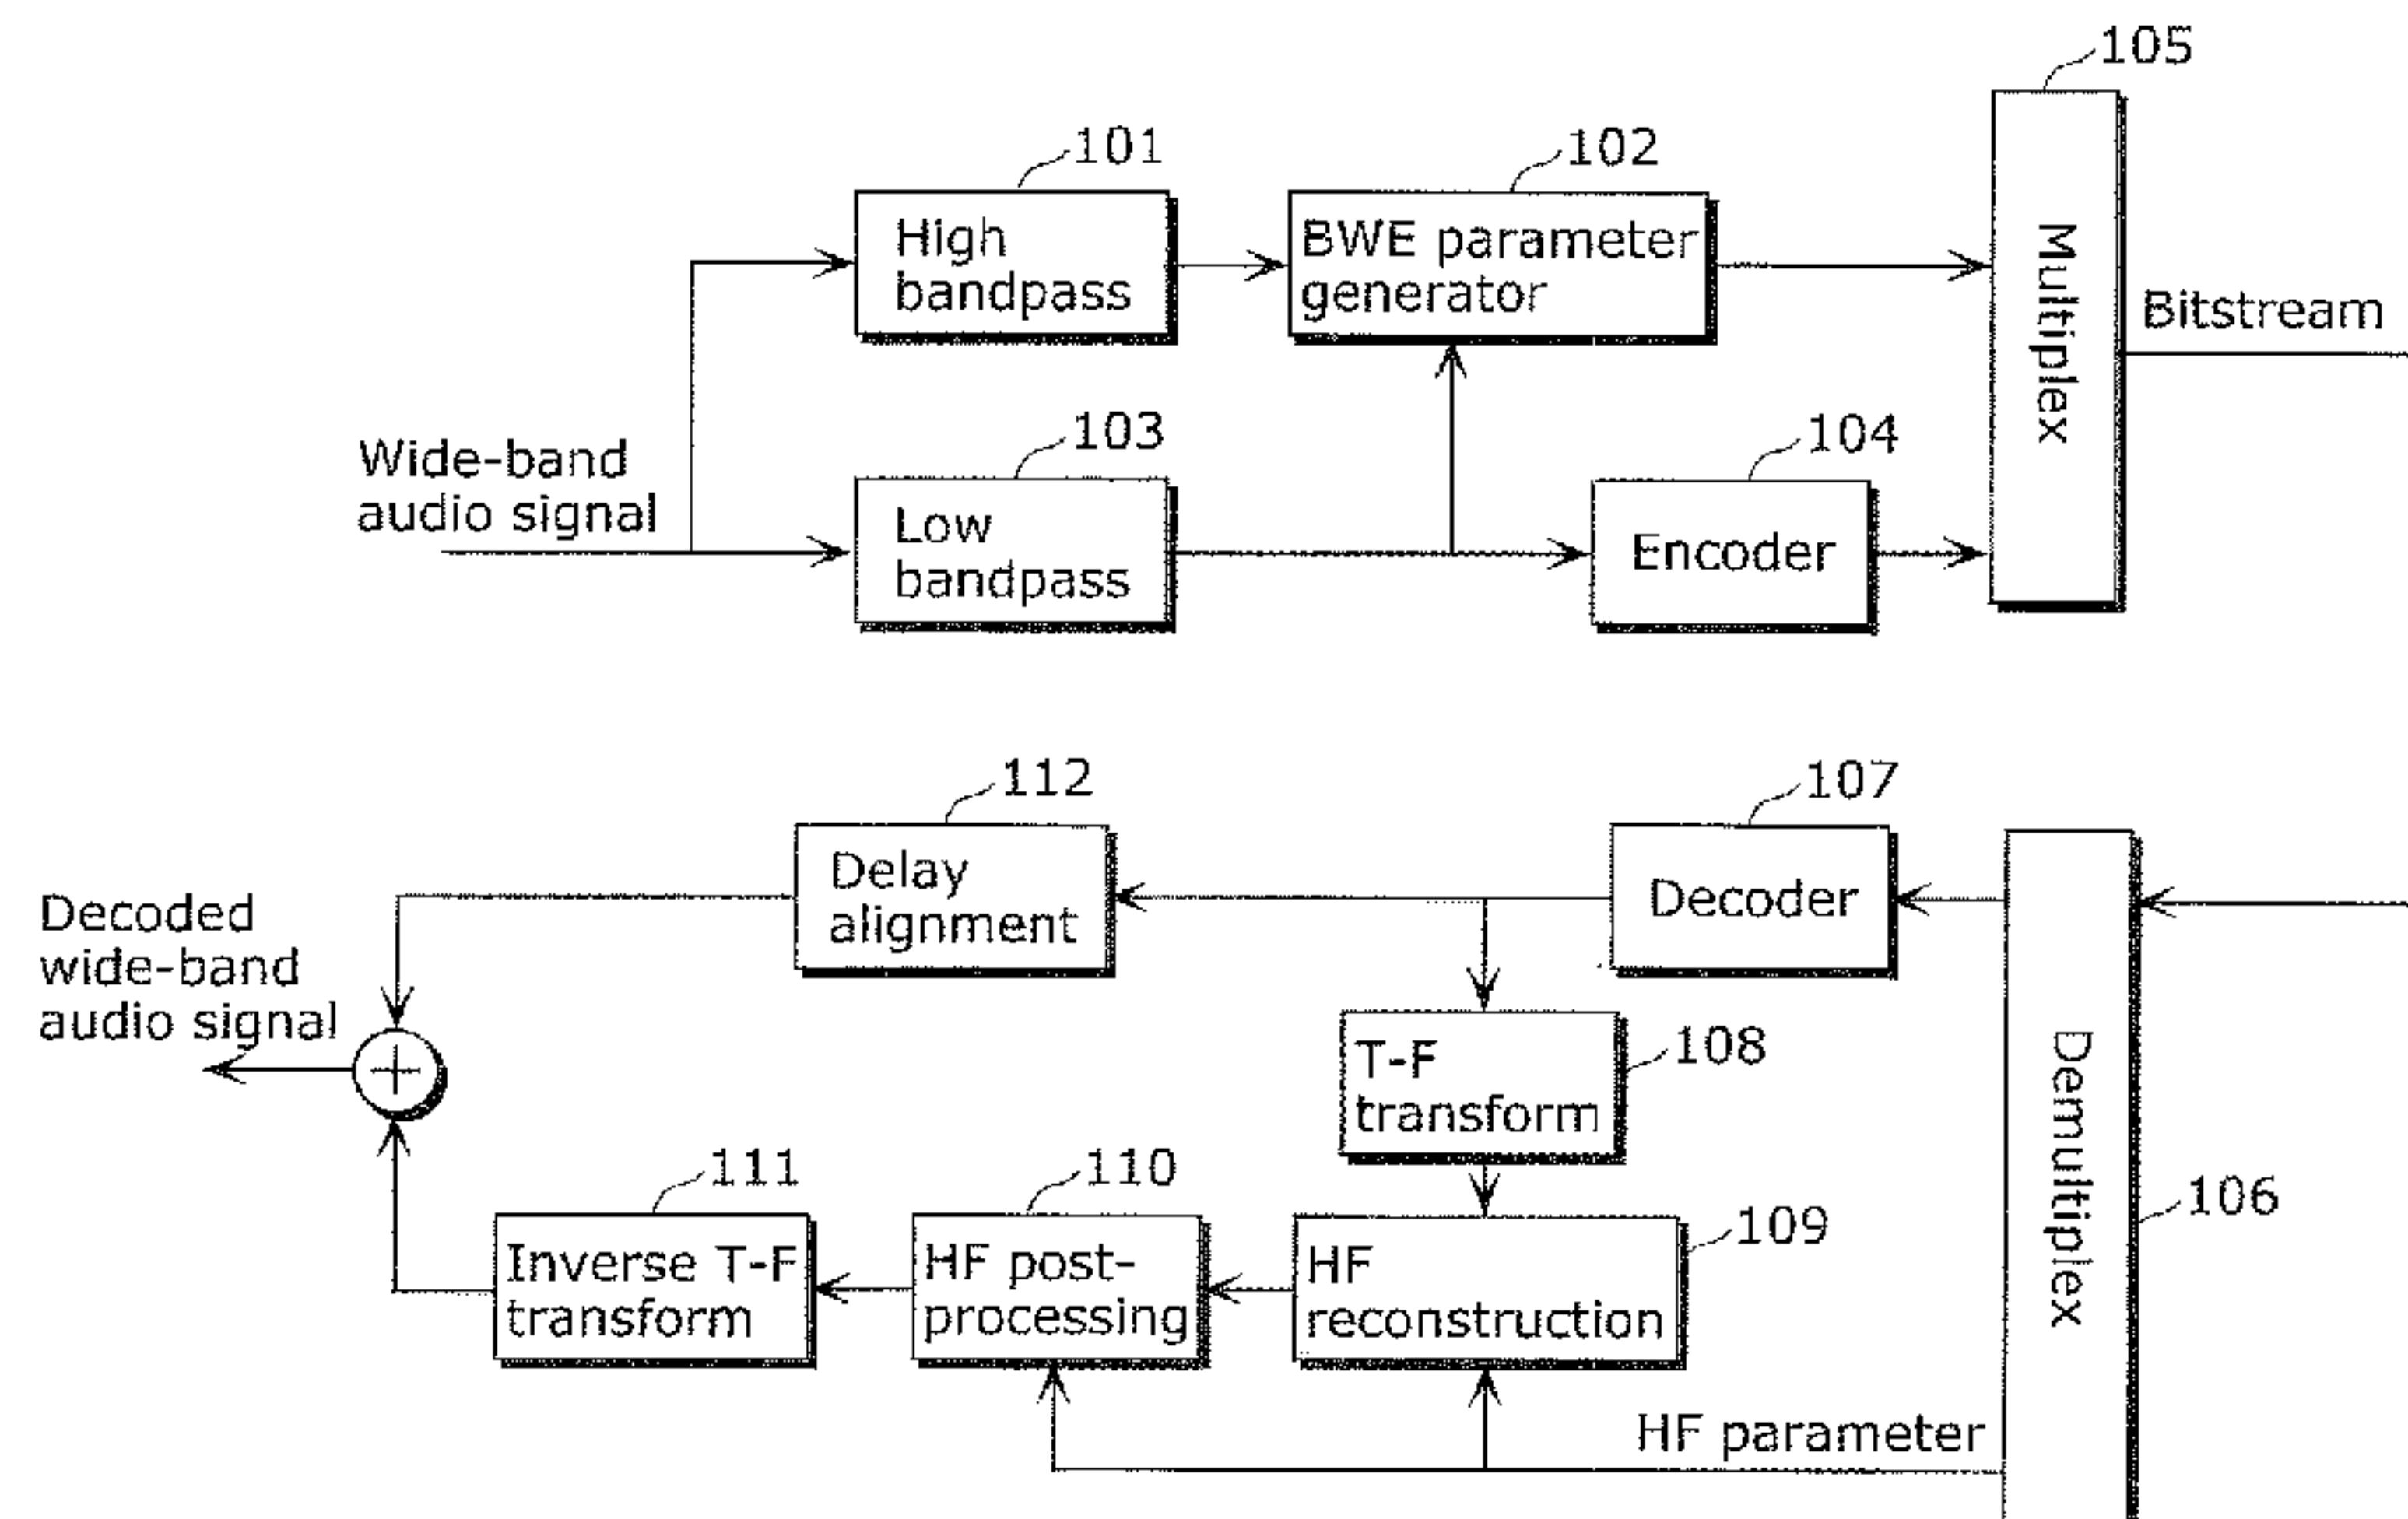 105
101
102
High
bandpass
BWE parameter
generator
Multiplex
Bitstream
103
104
Wide-band
audio signal
Low
bandpass
Encoder
112
107
Delay
alignment
Decoder
Decoded
wide-band
audio signal
T-F
transform
108
Demultiplex
106
111
110
109
Inverse T-F
transform
HF post-
processing
HF
reconstruction
HF parameter